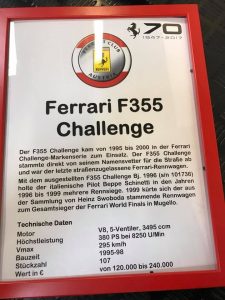 70
1947-2017
FERRARI CLUB
AUSTRIA
Ferrari F355
Challenge
Der F355 Challenge kam von 1995 bis 2000 in der Ferrari
Challenge-Markenserie zum Einsatz. Der F355 Challenge
stammte direkt von seinem Namensvetter für die Straße ab
und war der letzte straßenzugelassene Ferrari-Rennwagen.
Mit dem ausgestellten F355 Challenge Bj. 1996 (s/n 101738)
holte der italienische Pilot Beppe Schinetti in den Jahren
1996 bis 1999 mehrere Rennsiege. 1999 kürte sich der aus
der Sammlung von Heinz Swoboda stammende Rennwagen
zum Gesamtsieger der Ferrari World Finals in Mugello.
Technische Daten
Motor V8, 5-Ventiler, 3495 ccm
Höchstleistung 380 PS bei 8250 U/Min
Vmax 295 km/h
Bauzeit 1995-98
Stückzahl 107
Wert in € von 120.000 bis 240.000